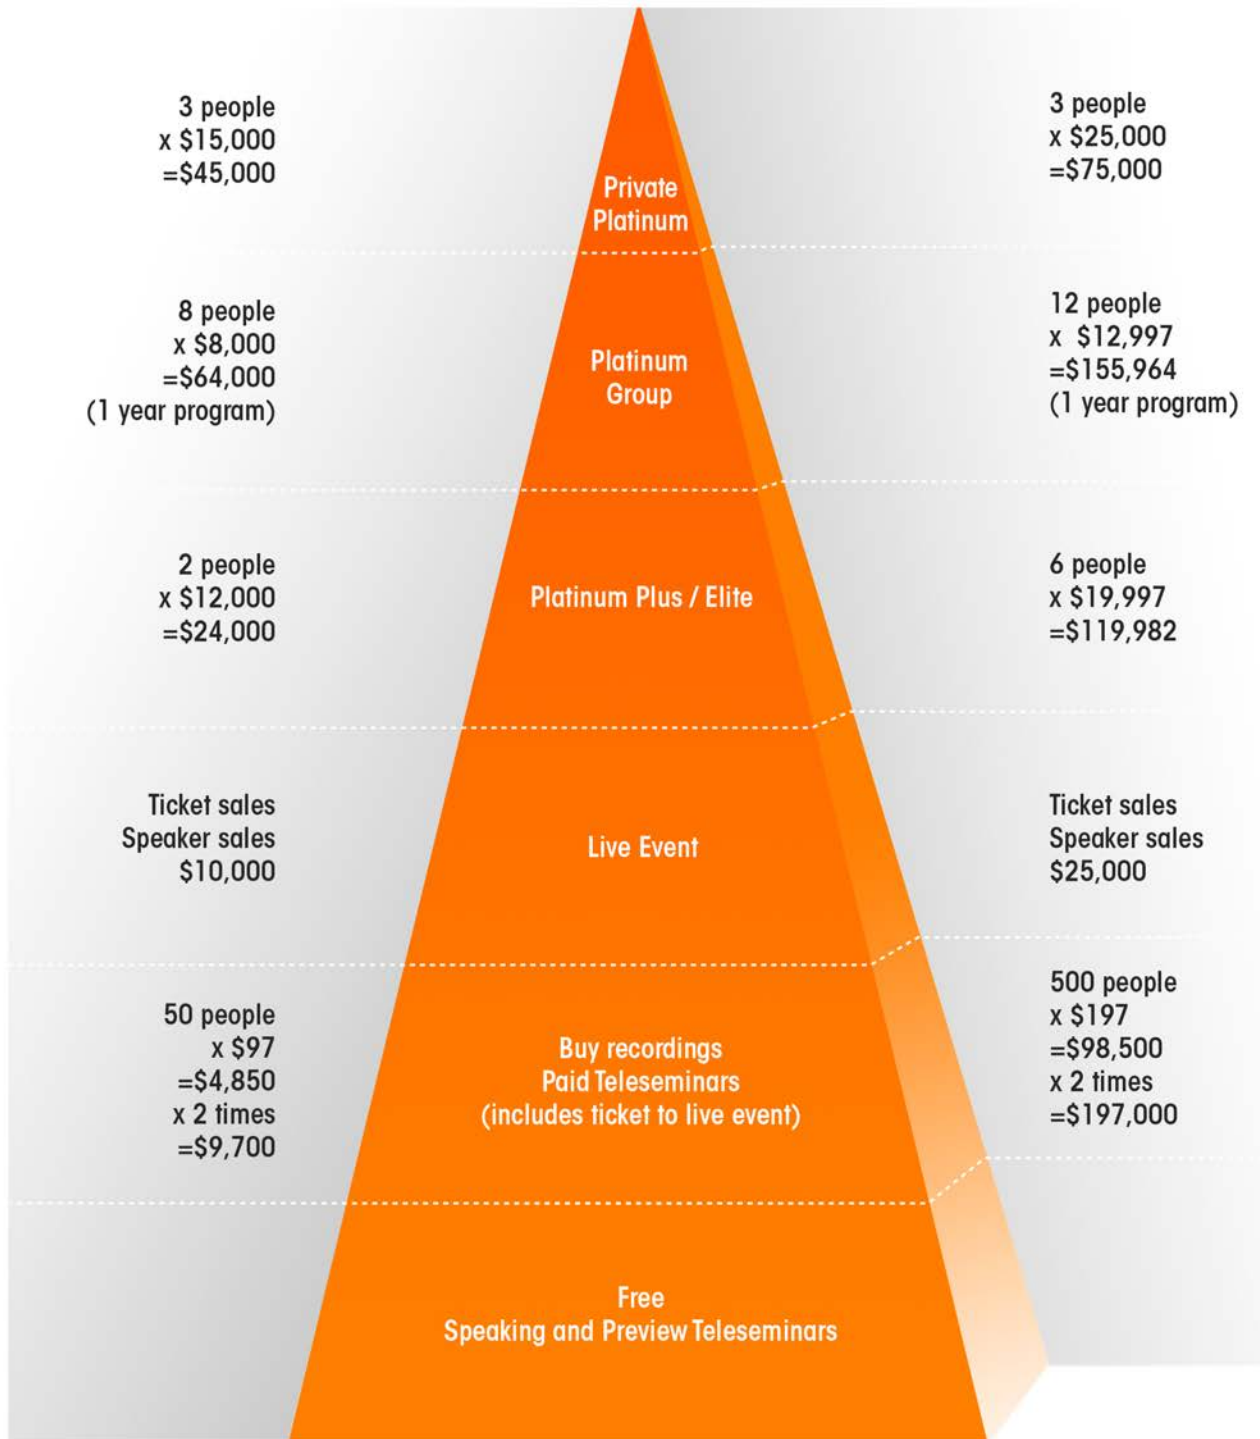 3 people
x $15,000
=$45,000
Private
Platinum
3 people
x $25,000
=$75,000
8 people
x $8,000
=$64,000
(1 year program)
Platinum
Group
12 people
x $12,997
=$155,964
(1 year program)
2 people
x $12,000
=$24,000
Platinum Plus / Elite
6 people
x $19,997
=$119,982
Ticket sales
Speaker sales
$10,000
Live Event
Ticket sales
Speaker sales
$25,000
50 people
x $97
=$4,850
x 2 times
=$9,700
Buy recordings
Paid Teleseminars
(includes ticket to live event)
500 people
x $197
=$98,500
x 2 times
=$197,000
Free
Speaking and Preview Teleseminars